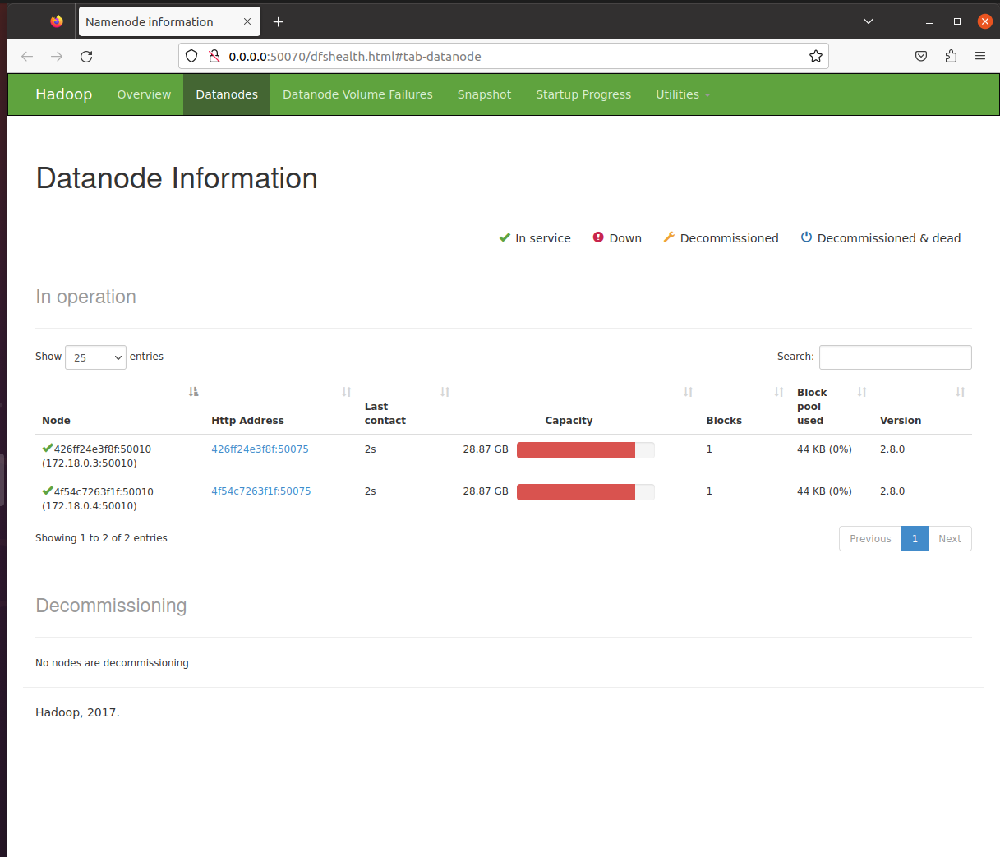 Namenode information
0.0.0.0:50070/dfshealth.html#tab-datanode
Hadoop Overview Datanodes Datanode Volume Failures Snapshot Startup Progress Utilities
Datanode Information
In service Down Decommissioned Decommissioned & dead
In operation
Show 25 entries Search:
Node Http Address Last contact Capacity Blocks Block pool used Version
426ff24e3f8f:50010 (172.18.0.3:50010) 426ff24e3f8f:50075 2s 28.87 GB 1 44 KB (0%) 2.8.0
4f54c7263f1f:50010 (172.18.0.4:50010) 4f54c7263f1f:50075 2s 28.87 GB 1 44 KB (0%) 2.8.0
Showing 1 to 2 of 2 entries Previous 1 Next
Decommissioning
No nodes are decommissioning
Hadoop, 2017.